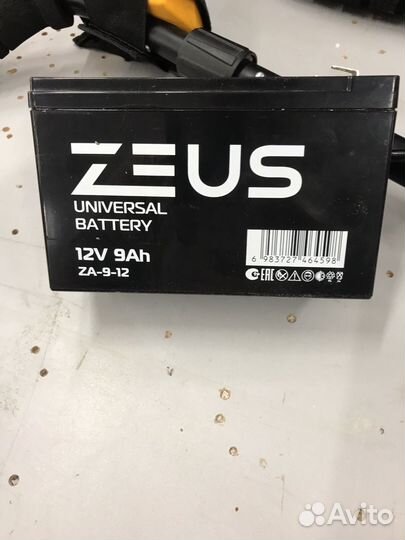 ZEUS
UNIVERSAL
BATTERY
12V 9Ah
ZA-9-12
6 983727 464598
EAC
Avito